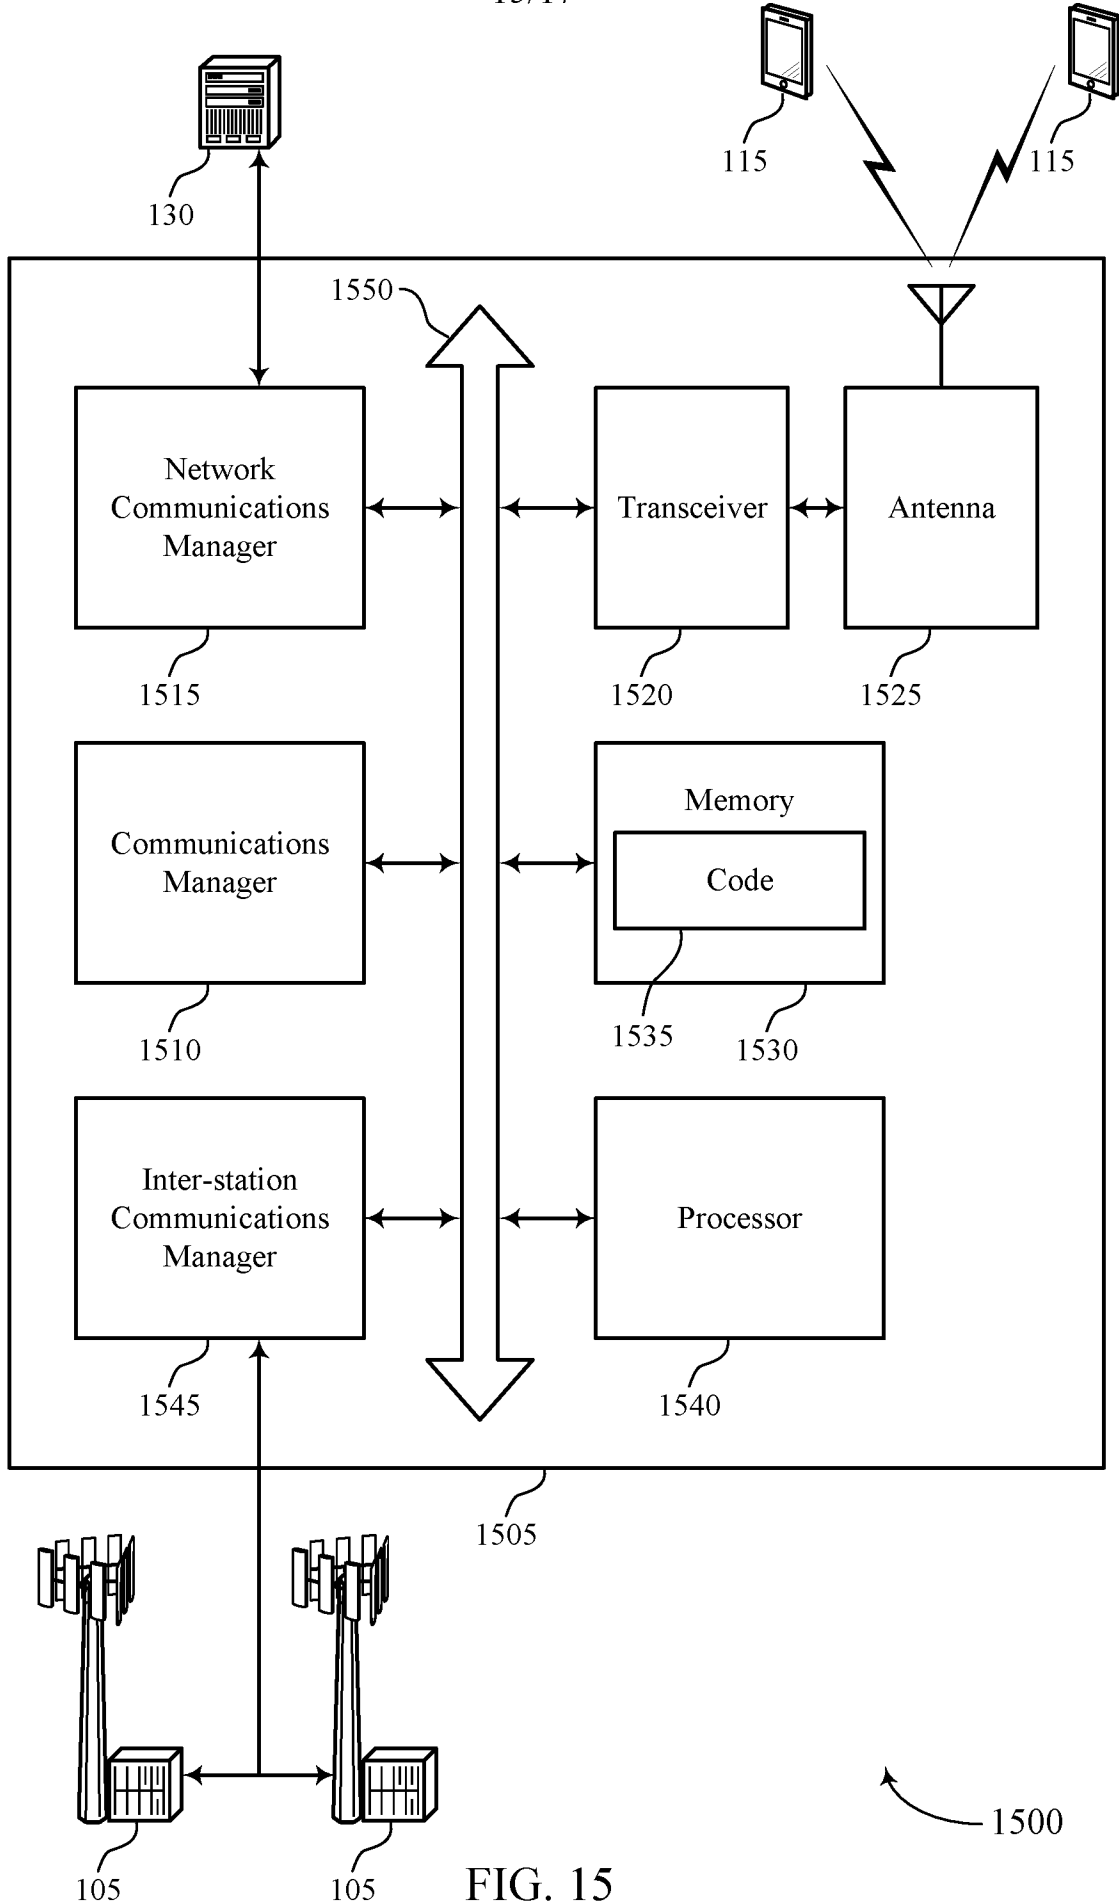 115
115
130
1550
Network
Communications
Manager
Transceiver
Antenna
1515
1520
1525
Communications
Manager
Memory
Code
1510
1535
1530
Inter-station
Communications
Manager
Processor
1545
1540
1505
1500
105
105
FIG. 15